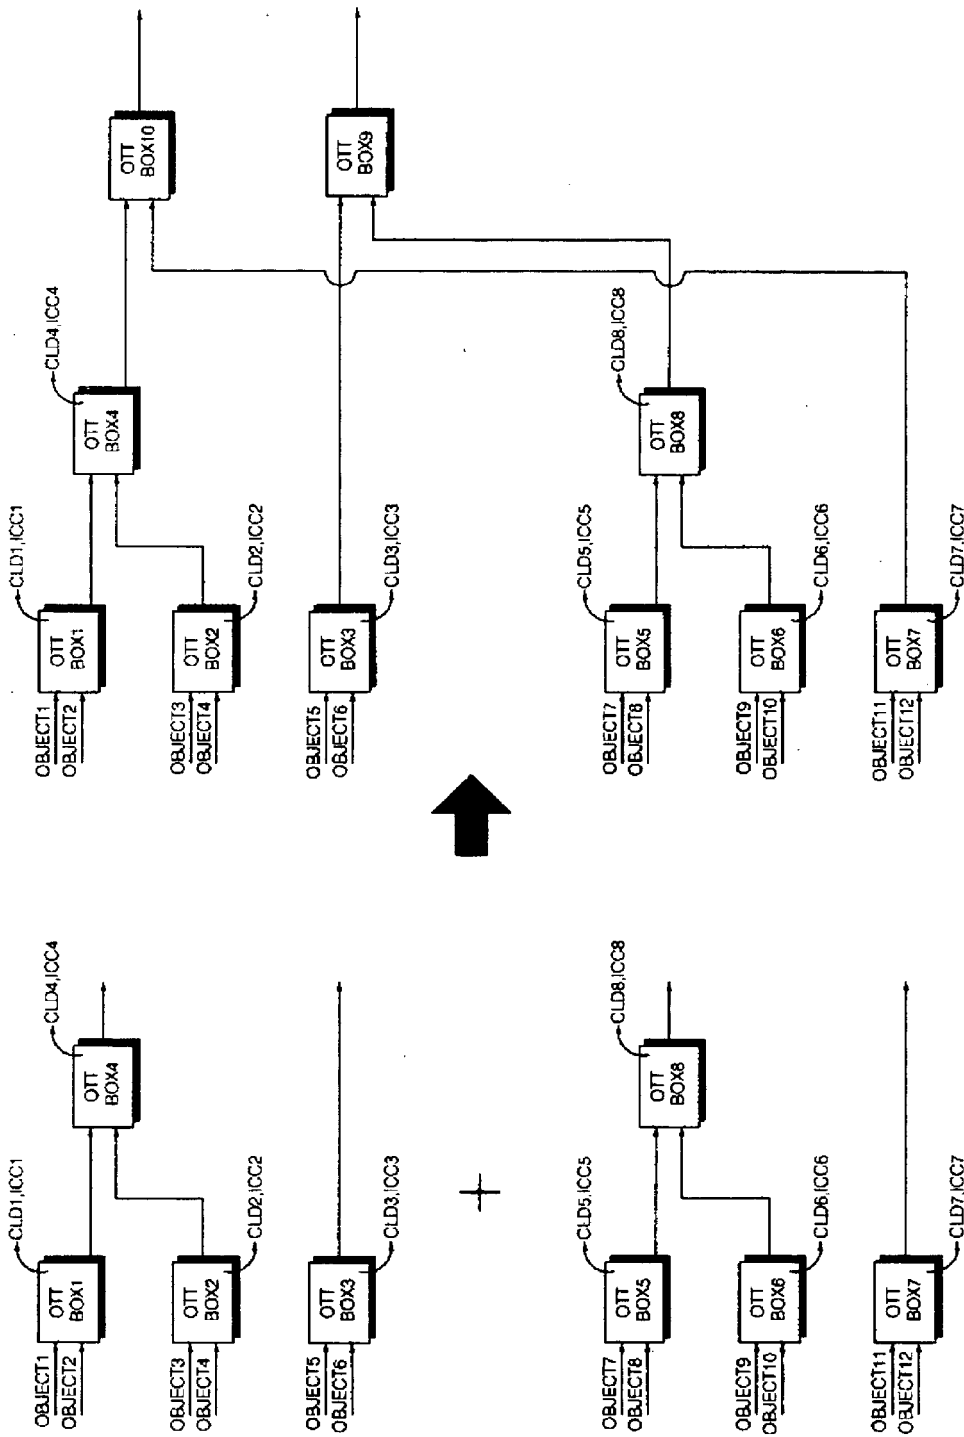 OBJECT1
OBJECT2
OTT
BOX1
CLD1,ICC1
OBJECT3
OBJECT4
OTT
BOX2
CLD2,ICC2
OTT
BOX4
CLD4,ICC4
OBJECT5
OBJECT6
OTT
BOX3
CLD3,ICC3
OBJECT7
OBJECT8
OTT
BOX5
CLD5,ICC5
OBJECT9
OBJECT10
OTT
BOX6
CLD6,ICC6
OTT
BOX8
CLD8,ICC8
OBJECT11
OBJECT12
OTT
BOX7
CLD7,ICC7
OBJECT1
OBJECT2
OTT
BOX1
CLD1,ICC1
OBJECT3
OBJECT4
OTT
BOX2
CLD2,ICC2
OTT
BOX4
CLD4,ICC4
OTT
BOX10
OBJECT5
OBJECT6
OTT
BOX3
CLD3,ICC3
OTT
BOX9
OBJECT7
OBJECT8
OTT
BOX5
CLD5,ICC5
OBJECT9
OBJECT10
OTT
BOX6
CLD6,ICC6
OTT
BOX8
CLD8,ICC8
OBJECT11
OBJECT12
OTT
BOX7
CLD7,ICC7